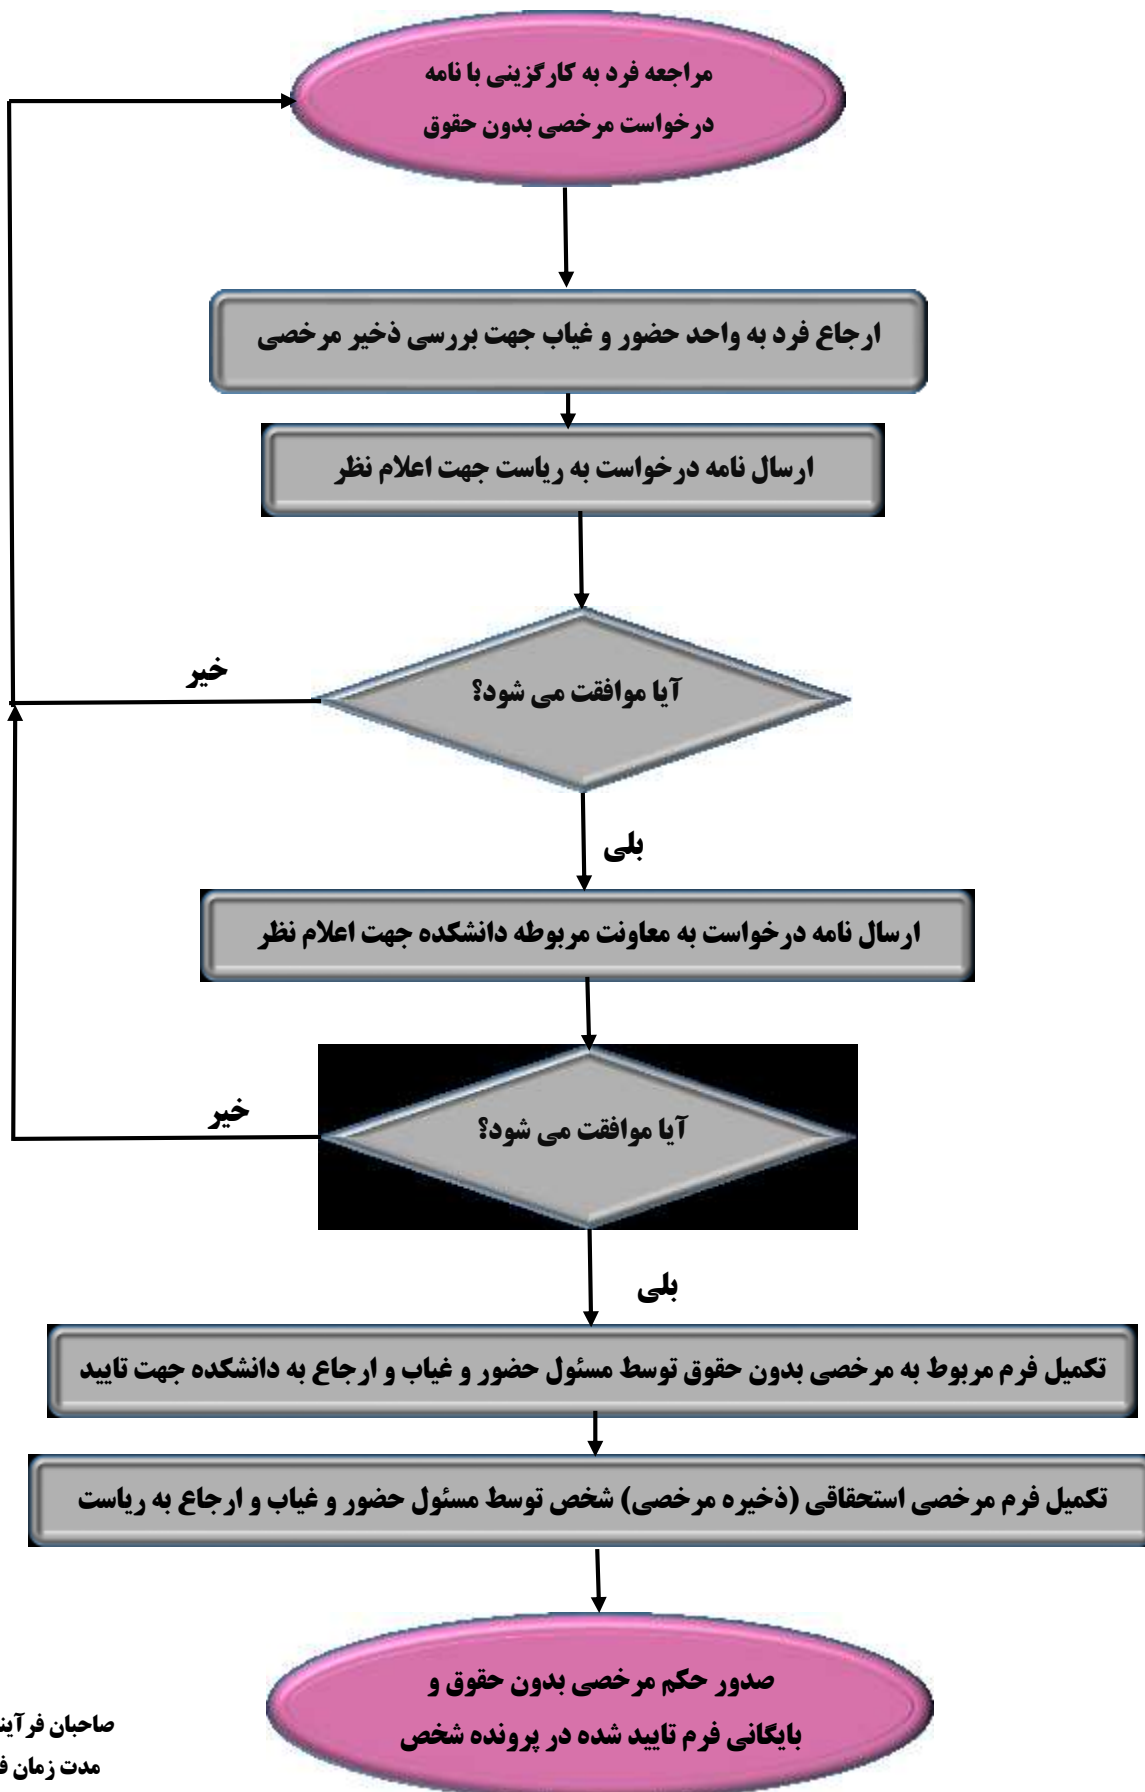 مراجعه فرد به کارگزینی با نامه
درخواست مرخصی بدون حقوق
ارجاع فرد به واحد حضور و غیاب جهت بررسی ذخیر مرخصی
ارسال نامه درخواست به ریاست جهت اعلام نظر
آیا موافقت می شود؟
خیر
بلی
ارسال نامه درخواست به معاونت مربوطه دانشکده جهت اعلام نظر
آیا موافقت می شود؟
خیر
بلی
تکمیل فرم مربوط به مرخصی بدون حقوق توسط مسئول حضور و غیاب و ارجاع به دانشکده جهت تایید
تکمیل فرم مرخصی استحقاقی (ذخیره مرخصی) شخص توسط مسئول حضور و غیاب و ارجاع به ریاست
صدور حکم مرخصی بدون حقوق و
بایگانی فرم تایید شده در پرونده شخص
صاحبان
مدت زمان